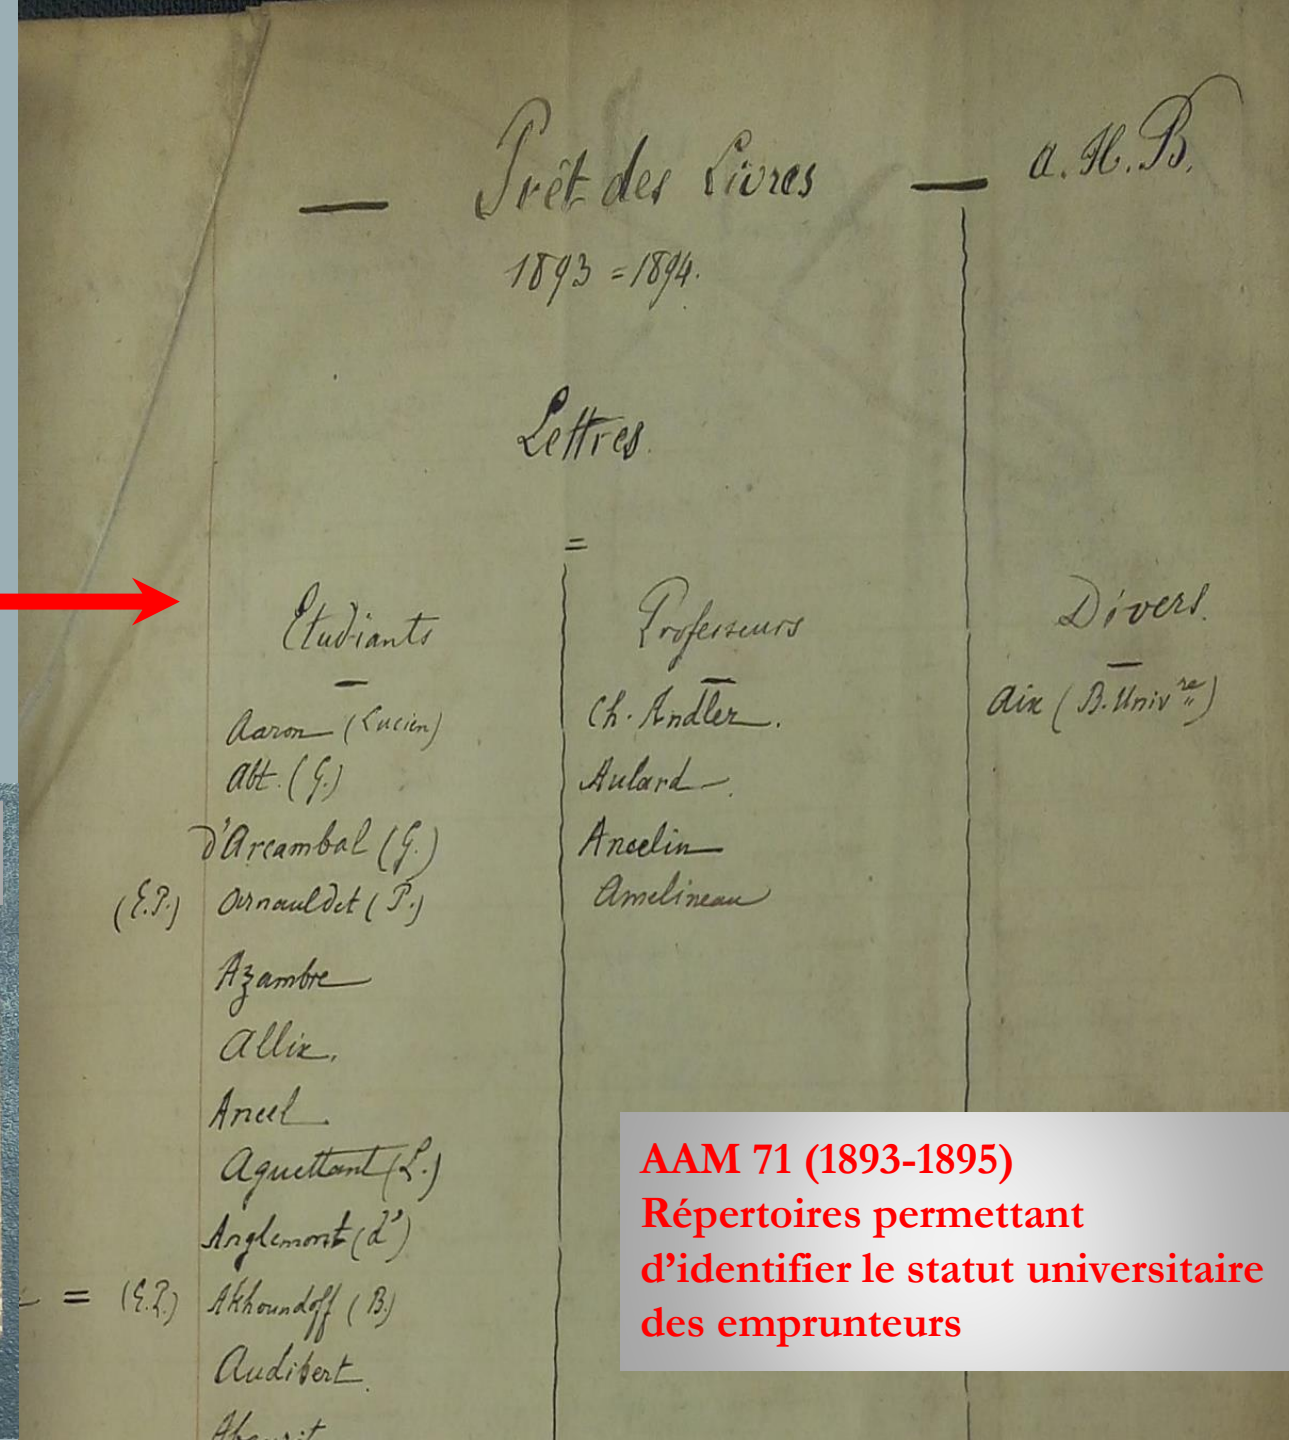 Prêt des Livres
a. H. B.
1893 = 1894.
Lettres.
=
Etudiants
Aaron (Lucien)
Abt. (G.)
d'Arcambal (G.)
(E.P.) Arnauldet (P.)
Azambre
Allix.
Ancel
Aguettant (L.)
Anglemont (d')
= (E.P.) Akhoundoff (B.)
Audibert.
Professeurs
Ch. Andler.
Aulard.
Ancelin
Amelineau
Divers.
Aix (B. Univre)
AAM 71 (1893-1895)
Répertoires permettant
d’identifier le statut universitaire
des emprunteurs